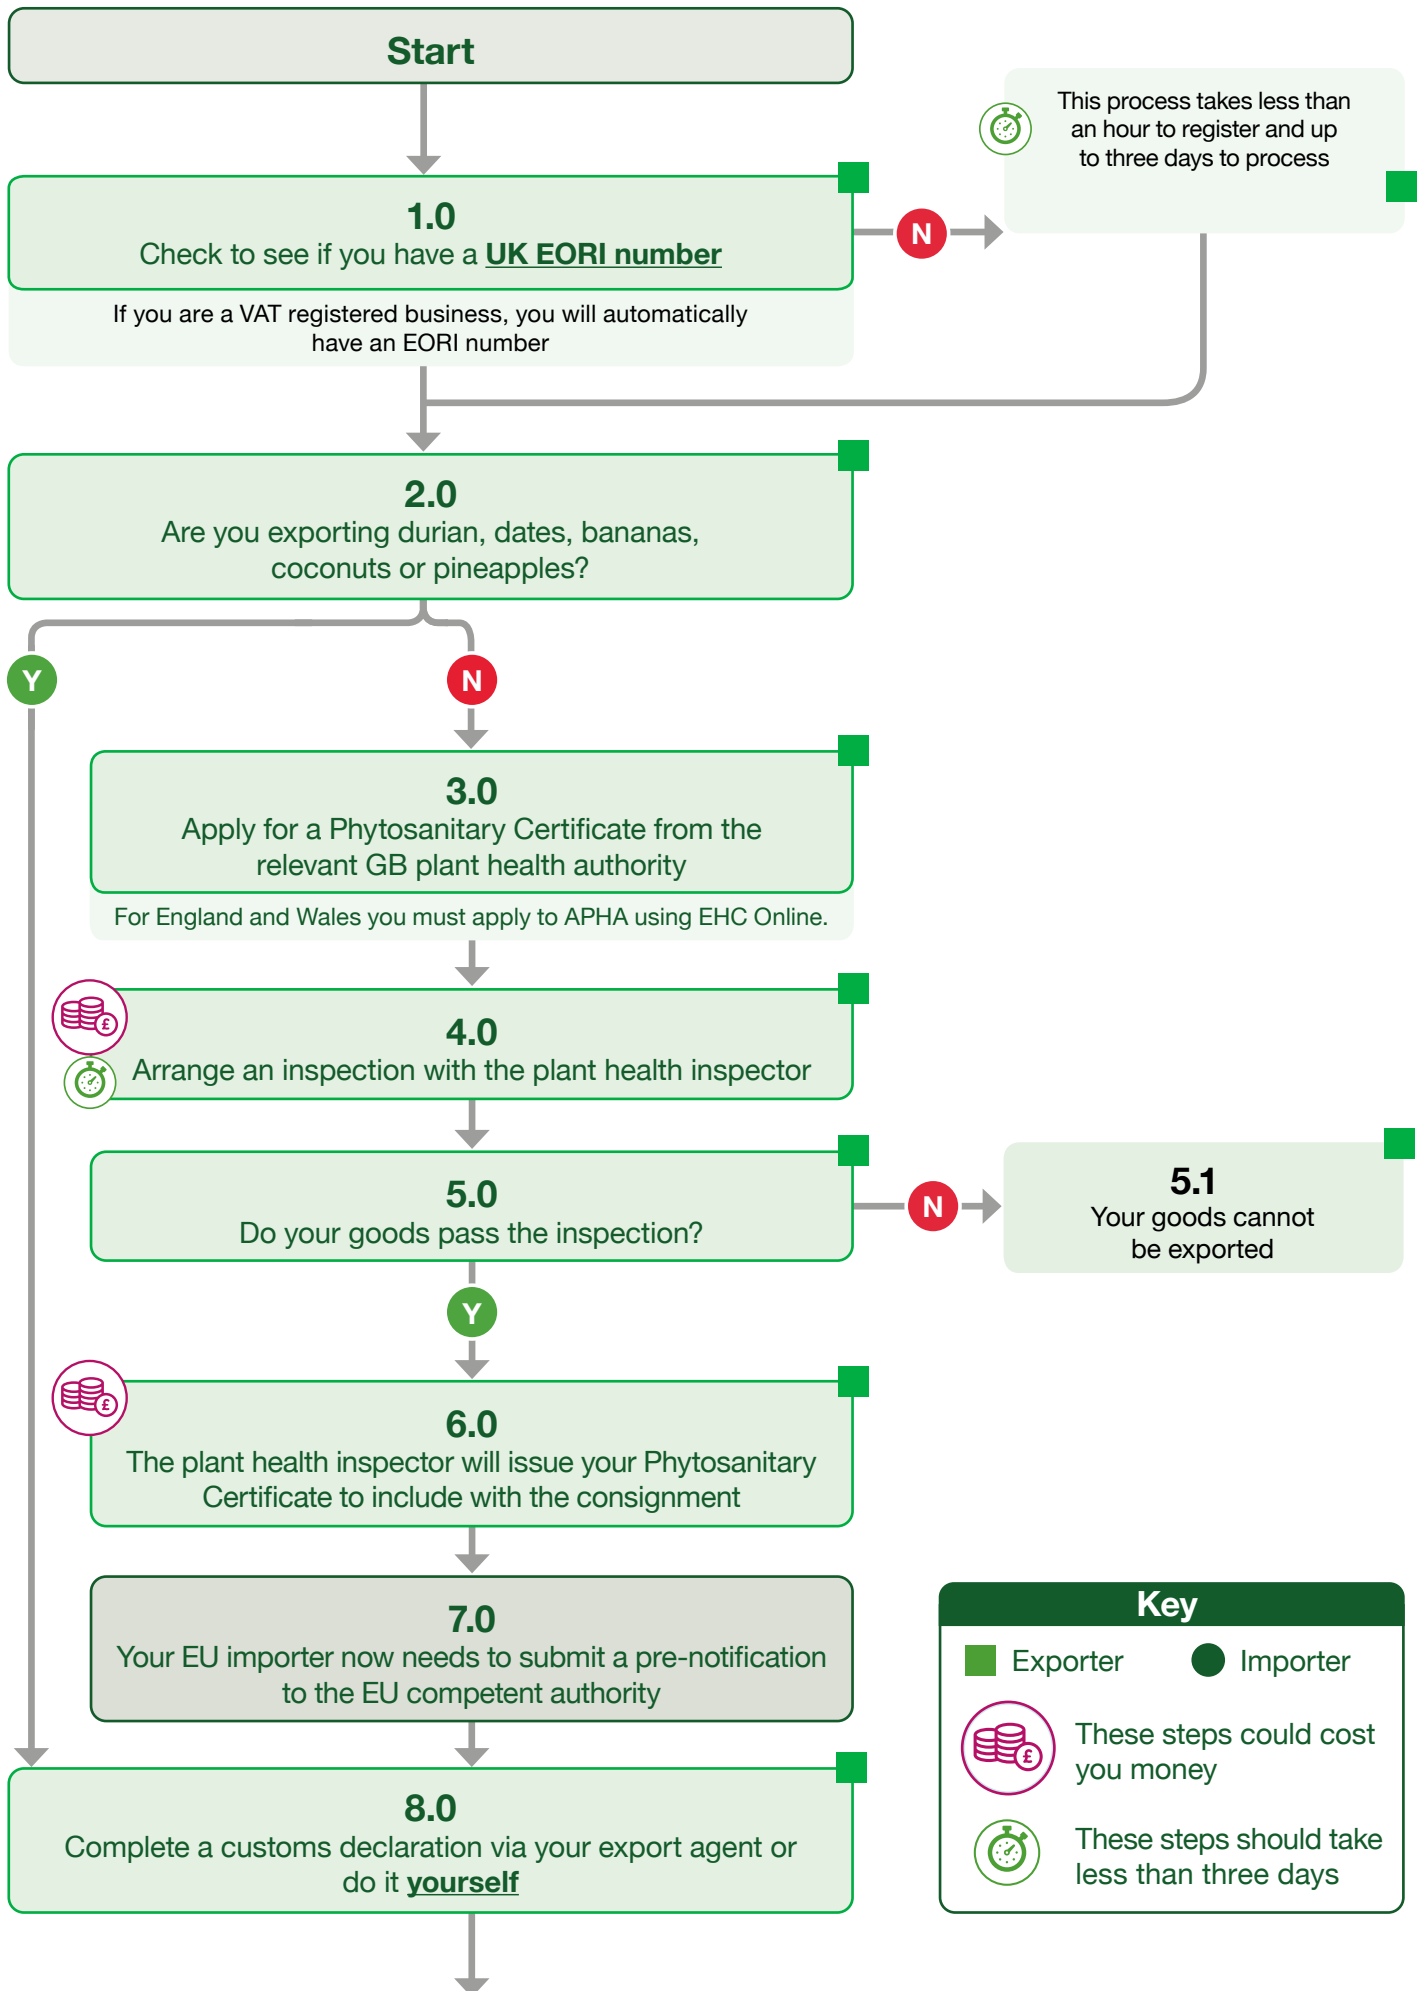 Start
This process takes less than
an hour to register and up
to three days to process
1.0
Check to see if you have a UK EORI number
N
If you are a VAT registered business, you will automatically
have an EORI number
2.0
Are you exporting durian, dates, bananas,
coconuts or pineapples?
Y
N
3.0
Apply for a Phytosanitary Certificate from the
relevant GB plant health authority
For England and Wales you must apply to APHA using EHC Online.
£
4.0
Arrange an inspection with the plant health inspector
5.0
Do your goods pass the inspection?
N
5.1
Your goods cannot
be exported
Y
£
6.0
The plant health inspector will issue your Phytosanitary
Certificate to include with the consignment
7.0
Your EU importer now needs to submit a pre-notification
to the EU competent authority
8.0
Complete a customs declaration via your export agent or
do it yourself
Key
Exporter
Importer
£
These steps could cost
you money
These steps should take
less than three days